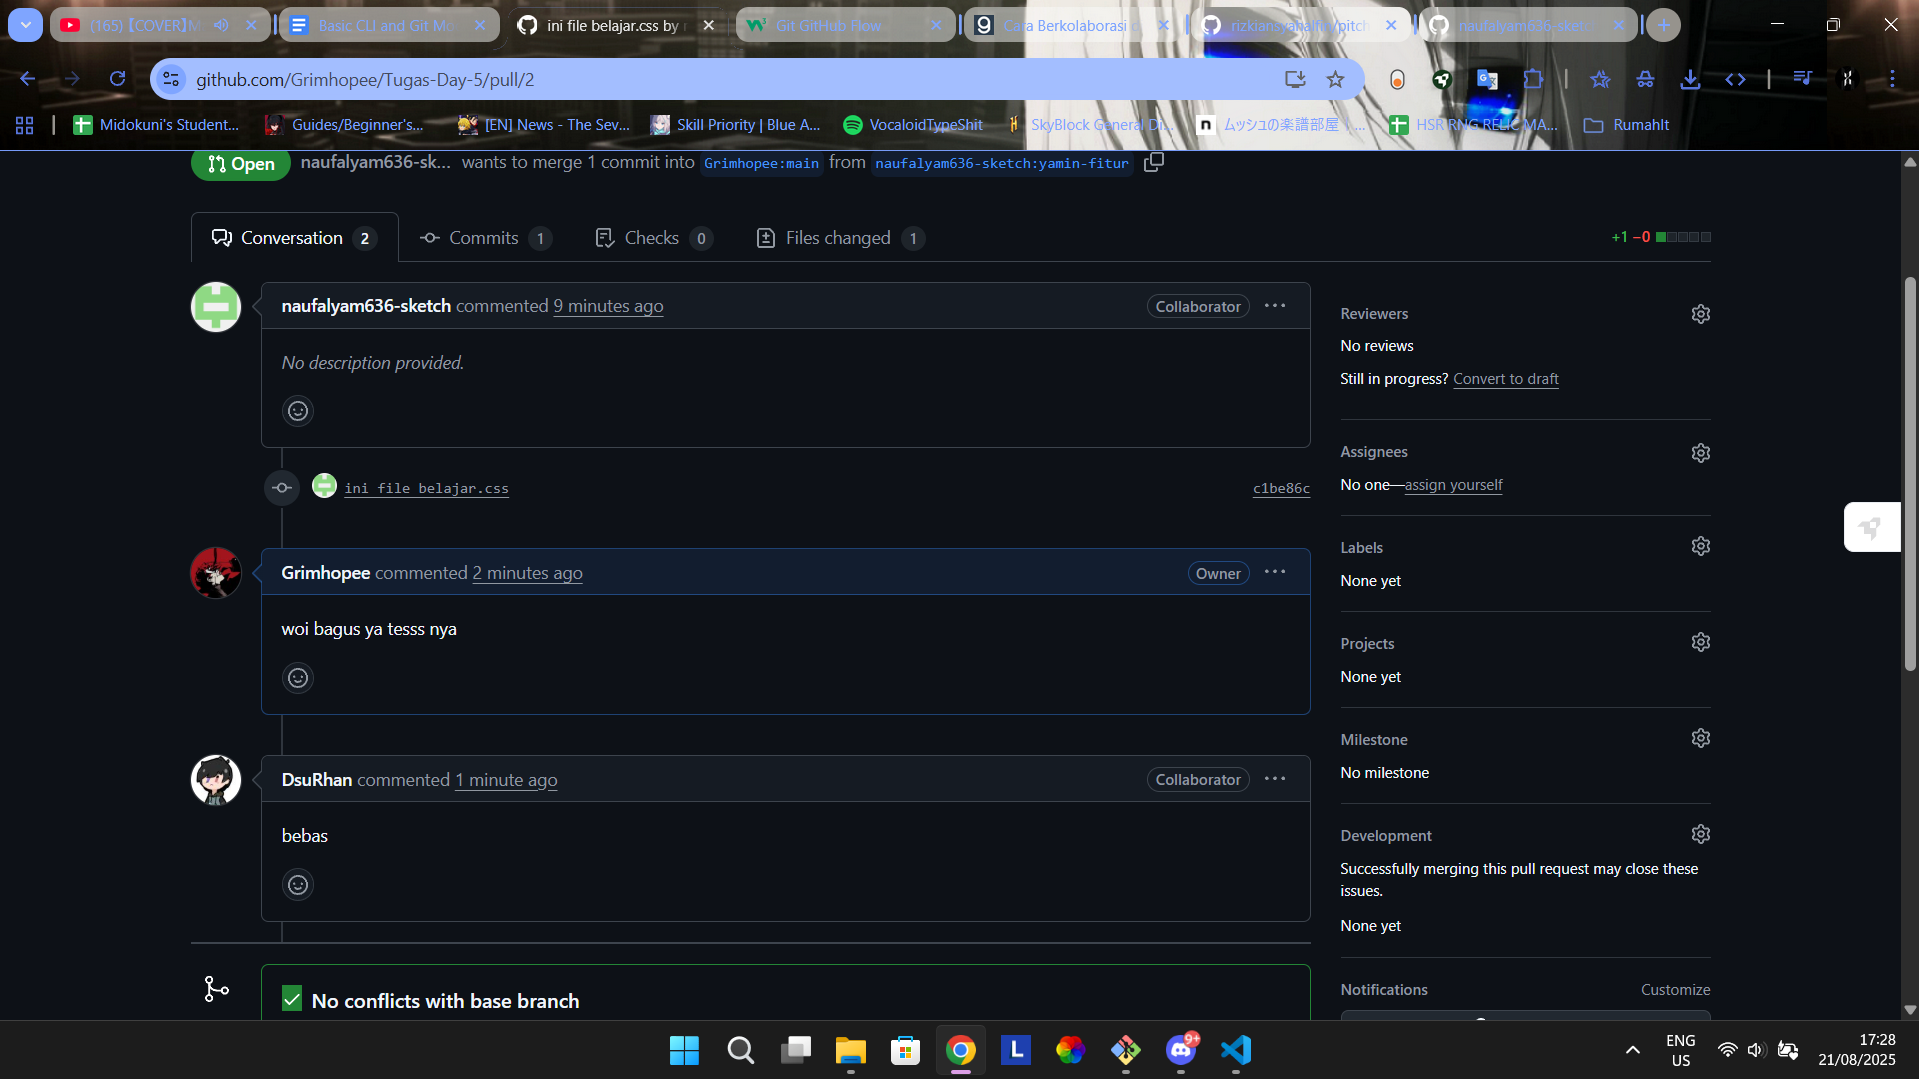 (165) [COVER]M
Basic CLI and Git Mo
ini file belajar.css by
Git GitHub Flow
Cara Berkolaborasi
rizkiansyahalfin/pitch
naufalyam636-sketc
github.com/Grimhopee/Tugas-Day-5/pull/2
Midokuni's Student...
Guides/Beginner's...
[EN] News - The Sev...
Skill Priority | Blue A...
VocaloidTypeShit
SkyBlock General Di...
ムッシュの楽譜部屋 | ...
HSR RNG RELIC MA...
RumahIt
Open
naufalyam636-sk... wants to merge 1 commit into Grimhopee:main from naufalyam636-sketch:yamin-fitur
Conversation 2
Commits 1
Checks 0
Files changed 1
+1 −0
naufalyam636-sketch commented 9 minutes ago
Collaborator
No description provided.
ini file belajar.css
c1be86c
Grimhopee commented 2 minutes ago
Owner
woi bagus ya tesss nya
DsuRhan commented 1 minute ago
Collaborator
bebas
No conflicts with base branch
Reviewers
No reviews
Still in progress? Convert to draft
Assignees
No one—assign yourself
Labels
None yet
Projects
None yet
Milestone
No milestone
Development
Successfully merging this pull request may close these
issues.
None yet
Notifications
Customize
L
9+
ENG
US
17:28
21/08/2025